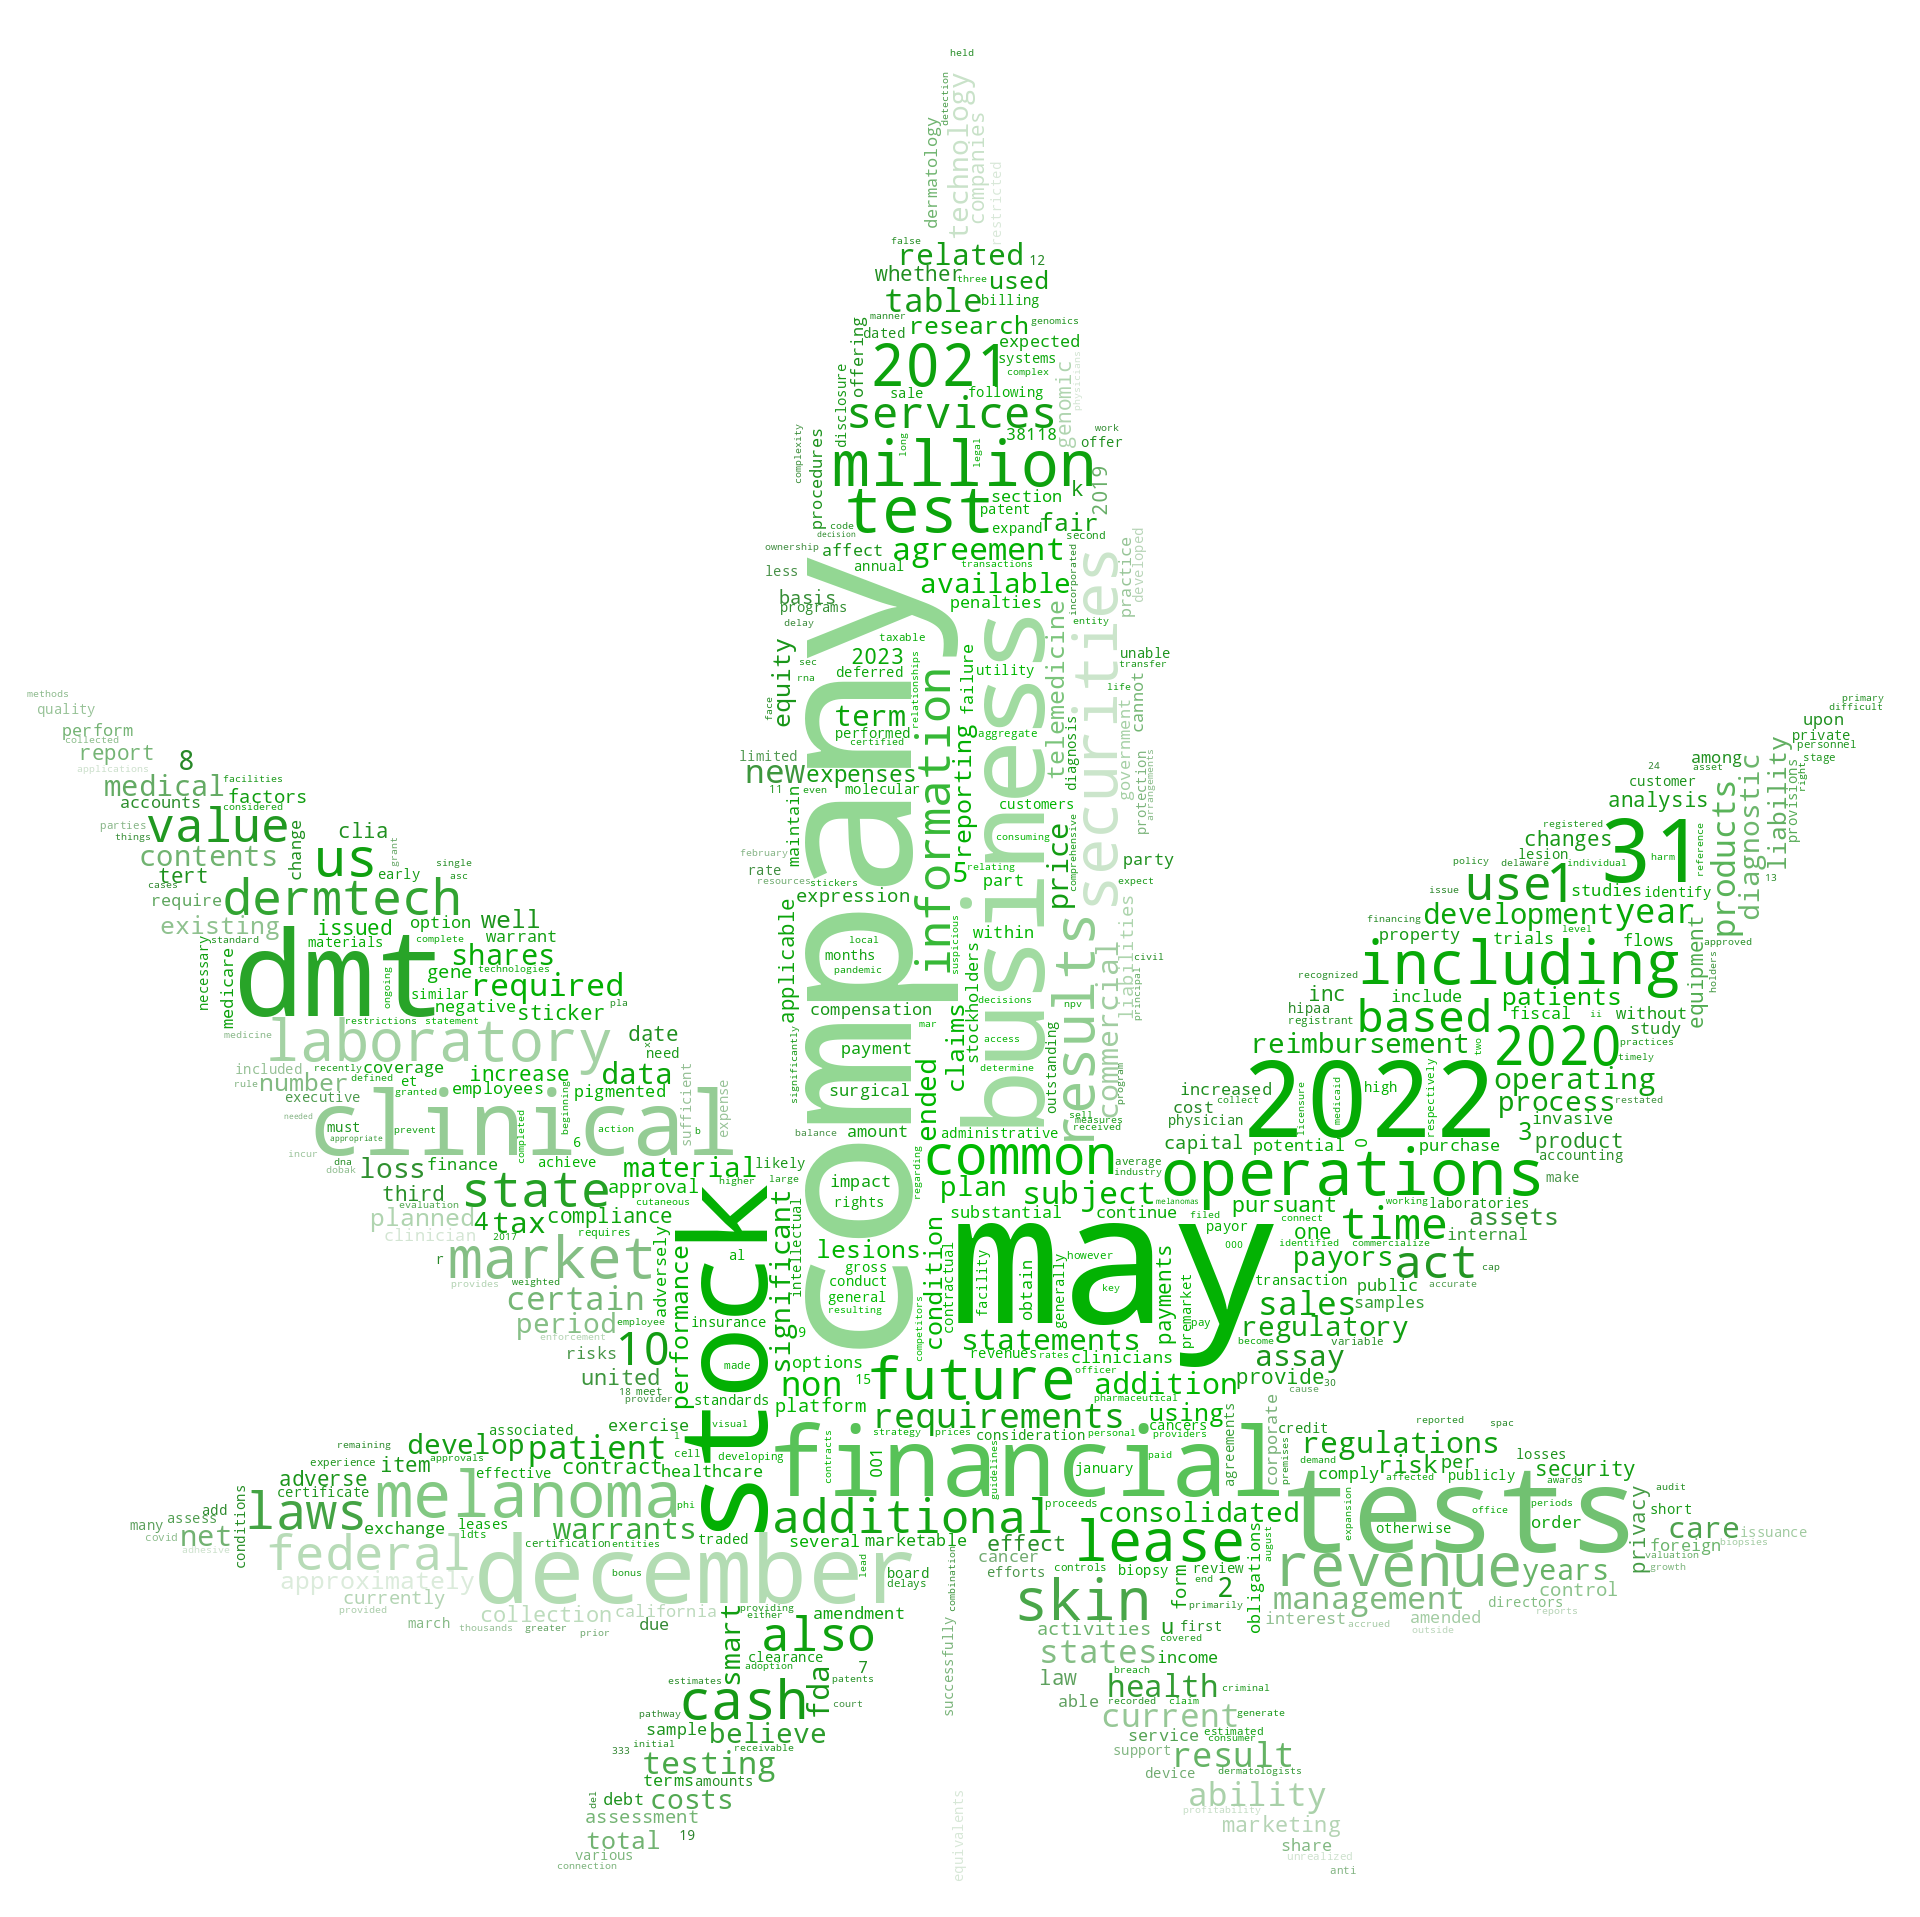 held
detection
technology
dermatology
companies
restricted
false
related
12
whether
three
used
table
billing
manner
research
genomics
dated
offering
expected
2021
systems
complex
physicians
genomic
disclosure
sale
following
services
38118
work
offer
long
legal
complexity
procedures
million
2019
k
section
test
patent
code
decision
expand
fair
second
ownership
affect
agreement
developed
practice
transactions
less
annual
available
incorporated
securities
basis
programs
penalties
telemedicine
delay
entity
company
business
taxable
2023
sec
deferred
utility
unable
transfer
equity
rna
failure
relationships
life
cannot
face
term
information
performed
certified
aggregate
government
diagnosis
limited
new
expenses
reporting
protection
arrangements
11
even
molecular
customers
maintain
consuming
price
comprehensive
february
rate
resources
stickers
5
relating
part
party
expect
expression
liabilities
applicable
within
results
local
months
pandemic
suspicious
stockholders
civil
commercial
principal
decisions
npv
compensation
mar
claims
payment
access
outstanding
significantly
determine
program
surgical
ended
sell
measures
received
balance
amount
administrative
methods
quality
perform
collected
report
8
applications
medical
facilities
accounts
factors
considered
parties
things
value
change
us
clia
grant
contents
single
tert
early
asc
cases
require
dermtech
existing
issued
option
well
standard
materials
complete
warrant
necessary
medicare
dmt
shares
gene
technologies
ongoing
required
similar
pla
negative
sticker
restrictions
statement
medicine
laboratory
date
x
need
included
recently
coverage
rule
number
defined
et
increase
data
granted
employees
pigmented
executive
sufficient
expense
beginning
needed
clinical
must
appropriate
prevent
completed
action
b
6
incur
dna
dobak
loss
finance
achieve
material
likely
third
evaluation
state
approval
higher
large
cutaneous
planned
4
tax
compliance
clinician
2017
requires
stock
significant
intellectual
r
market
adversely
al
provides
weighted
performance
certain
period
employee
insurance
9
enforcement
risks
10
made
united
18
meet
provider
standards
primary
difficult
upon
private
personnel
among
stage
24
asset
liability
right
customer
diagnostic
provisions
analysis
products
registered
changes
31
reference
lesion
harm
policy
delaware
individual
use
1
13
issue
studies
identify
financing
development
year
level
property
trials
flows
approved
recognized
including
equipment
holders
inc
include
patients
hipaa
based
fiscal
ii
without
registrant
study
reimbursement
two
2020
practices
timely
increased
collect
2022
high
operating
licensure
medicaid
respectively
cost
process
restated
physician
invasive
capital
potential
0
purchase
3
product
accounting
common
average
industry
operations
make
impact
regarding
plan
subject
rights
melanomas
pursuant
working
laboratories
substantial
continue
filed
payor
connect
time
assets
lesions
condition
may
however
000
one
identified
commercialize
internal
gross
contractual
facility
conduct
obtain
generally
key
payments
premarket
payors
act
cap
general
transaction
public
accurate
resulting
sales
samples
competitors
statements
pay
regulatory
revenues
rates
clinicians
become
variable
options
officer
assay
non
15
future
addition
provide
30
cause
platform
pharmaceutical
requirements
using
cancers
visual
strategy
prices
consideration
personal
providers
corporate
credit
reported
spac
associated
exercise
i
remaining
develop
patient
cell
developing
contracts
001
financial
guidelines
january
paid
agreements
premises
demand
regulations
losses
experience
approvals
item
contract
healthcare
comply
risk
per
security
adverse
effective
affected
publicly
awards
certificate
melanoma
phi
proceeds
tests
audit
add
laws
conditions
leases
additional
consolidated
expansion
office
periods
short
many
assess
exchange
ldts
warrants
traded
several
marketable
effect
lease
otherwise
order
privacy
care
issuance
covid
net
adhesive
certification
entities
cancer
obligations
august
foreign
biopsies
federal
december
lead
efforts
controls
biopsy
review
revenue
valuation
growth
approximately
bonus
board
delays
combination
skin
form
end
2
years
control
currently
primarily
management
directors
provided
collection
california
providing
either
amendment
interest
amended
reports
march
thousands
greater
prior
due
smart
also
successfully
activities
u
first
accrued
outside
covered
clearance
states
income
adoption
7
estimates
fda
patents
law
breach
health
criminal
cash
court
able
recorded
claim
pathway
current
generate
sample
believe
service
estimated
consumer
333
initial
receivable
support
result
testing
dermatologists
terms
amounts
device
del
debt
costs
equivalents
ability
assessment
profitability
marketing
total
19
share
various
unrealized
connection
anti